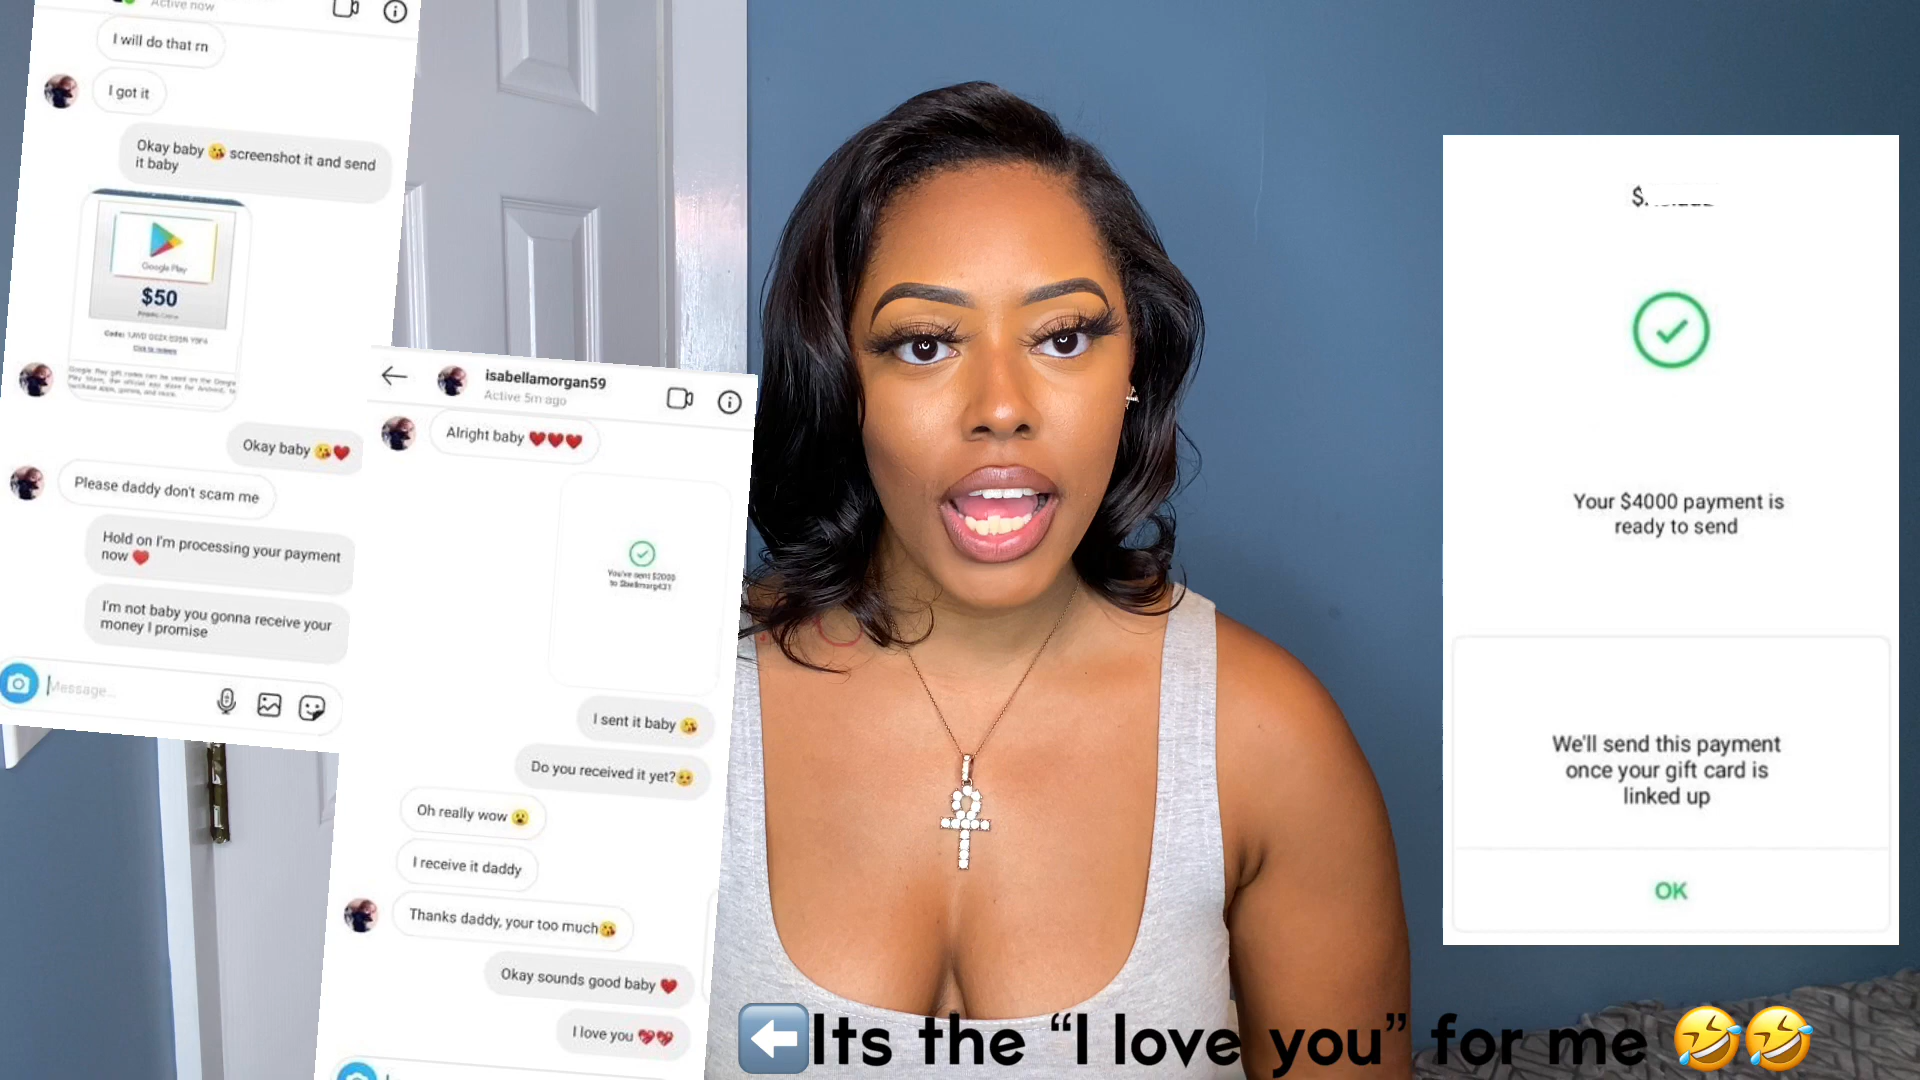 Active now
I will do that rn
I got it
Okay baby 😘 screenshot it and send
it baby
Google Play
$50
Okay baby 😘❤️
Please daddy don't scam me
Hold on I'm processing your payment
now ❤️
I'm not baby you gonna receive your
money I promise
Message...
isabellamorgan59
Active 5m ago
Alright baby ❤️❤️❤️
You've sent $2000
I sent it baby 😘
Do you received it yet?🥺
Oh really wow 😮
I receive it daddy
Thanks daddy, your too much😘
Okay sounds good baby ❤️
I love you 💖💖
$
Your $4000 payment is
ready to send
We'll send this payment
once your gift card is
linked up
OK
⬅️Its the “I love you” for me 🤣🤣